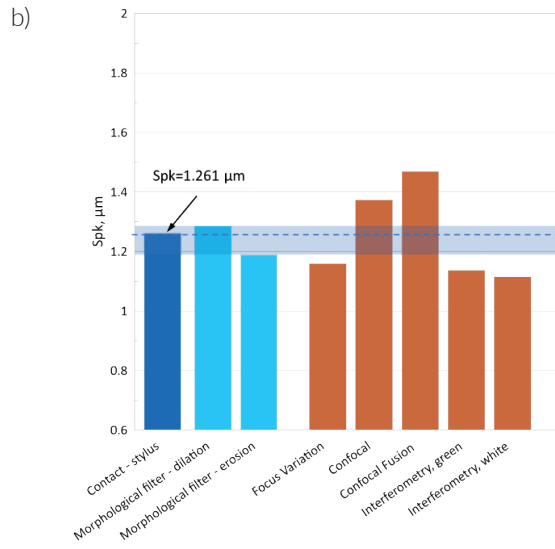 b)
2
1.8
1.6
1.4
1.2
1
0.8
0.6
Spk, µm
Spk=1.261 µm
Contact - stylus
Morphological filter - dilation
Morphological filter - erosion
Focus Variation
Confocal
Confocal Fusion
Interferometry, green
Interferometry, white